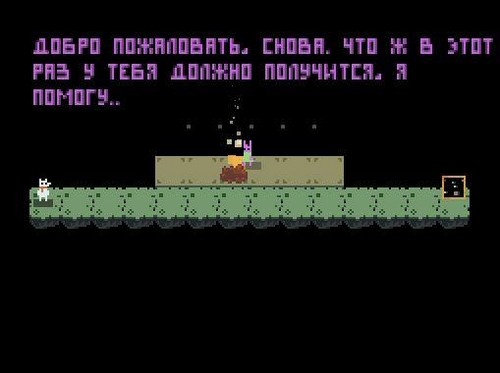 ДОБРО ПОЖАЛОВАТЬ, СНОВА. ЧТО Ж В ЭТОТ
РАЗ У ТЕБЯ ДОЛЖНО ПОЛУЧИТСЯ, Я
ПОМОГУ..